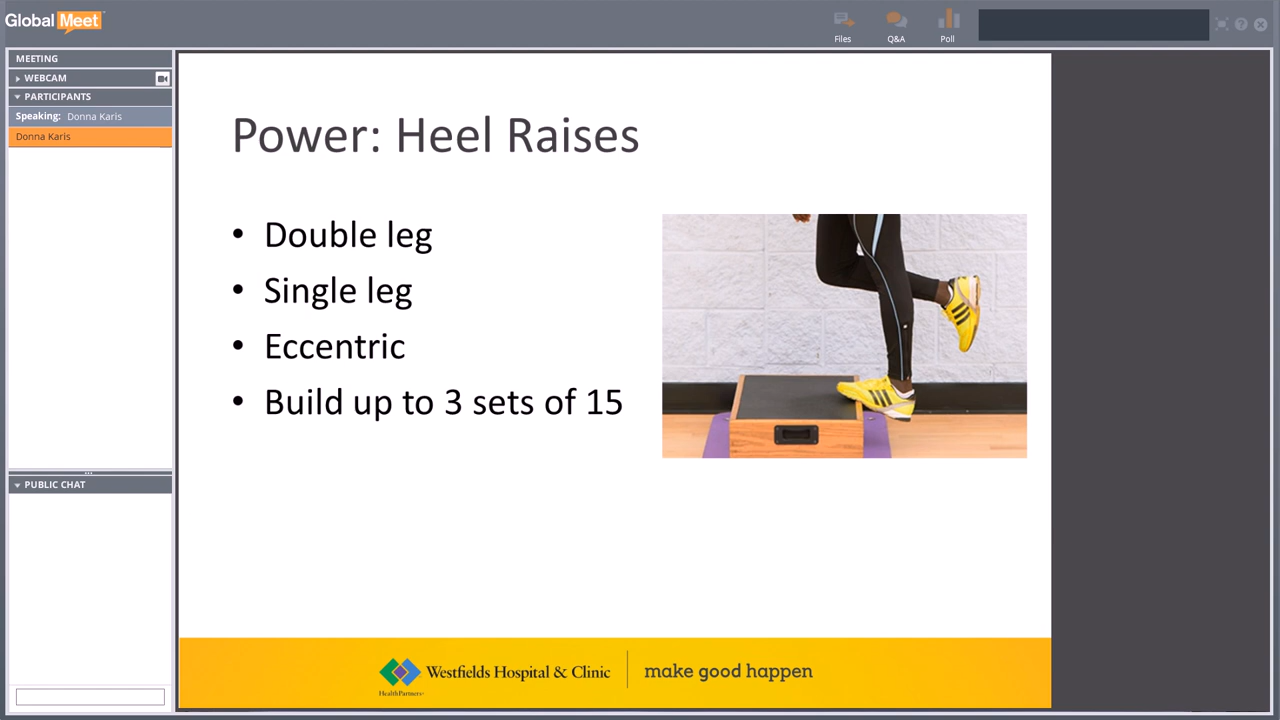 Global Meet
Files
Q&A
Poll
MEETING
WEBCAM
PARTICIPANTS
Speaking: Donna Karis
Donna Karis
PUBLIC CHAT
Power: Heel Raises
• Double leg
• Single leg
• Eccentric
• Build up to 3 sets of 15
Westfields Hospital & Clinic
HealthPartners
make good happen